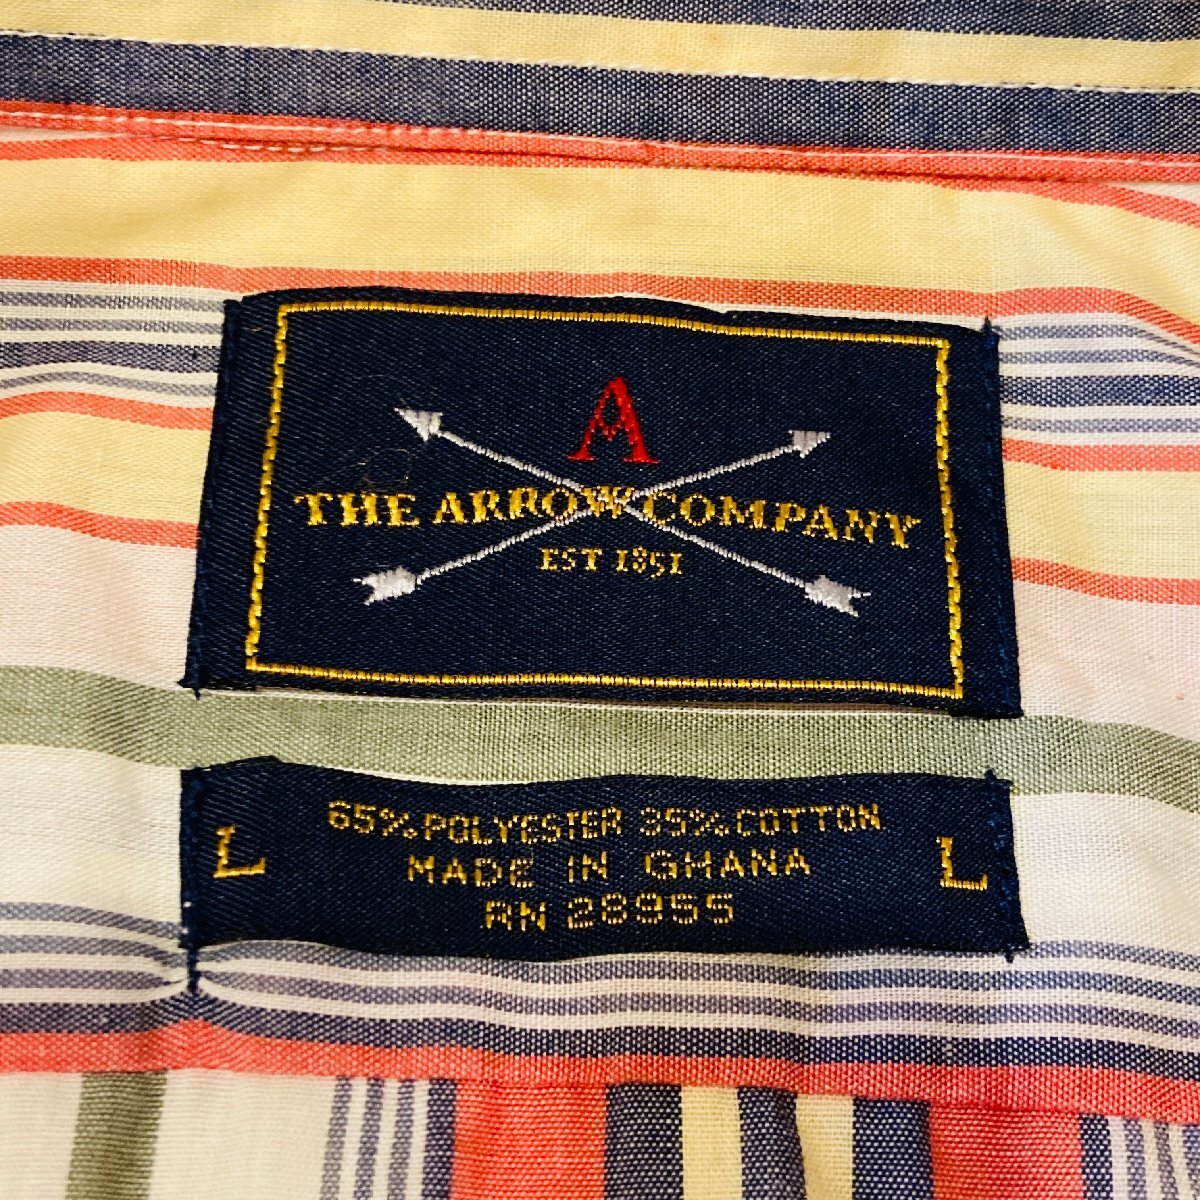 A
THE ARROW COMPANY
EST 1851
65% POLYESTER 35% COTTON
L MADE IN GHANA L
RN 28955